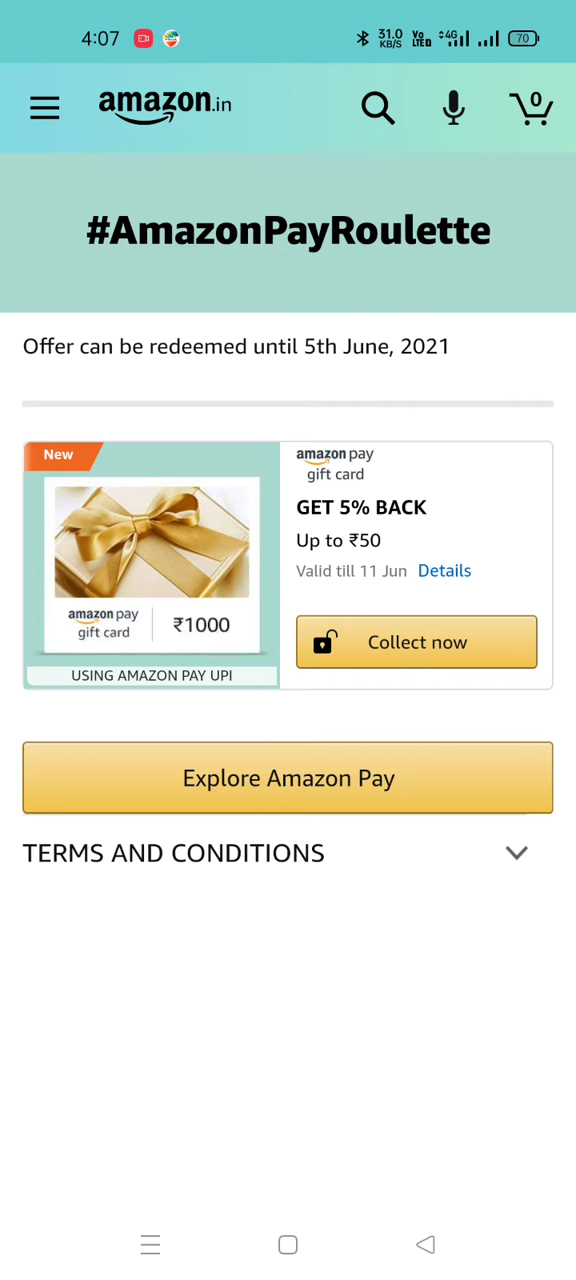 4:07
31.0
KB/S
Vo
LTED
4G
70
amazon.in
0
#AmazonPayRoulette
Offer can be redeemed until 5th June, 2021
New
amazon pay
gift card
₹1000
USING AMAZON PAY UPI
amazon pay
gift card
GET 5% BACK
Up to ₹50
Valid till 11 Jun Details
Collect now
Explore Amazon Pay
TERMS AND CONDITIONS